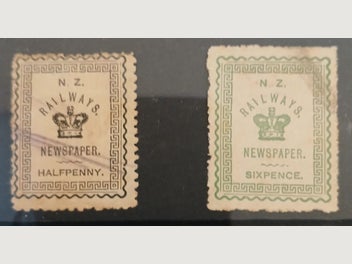 N. Z.
RAILWAYS.
NEWSPAPER.
HALFPENNY.
N. Z.
RAILWAYS.
NEWSPAPER.
SIXPENCE.